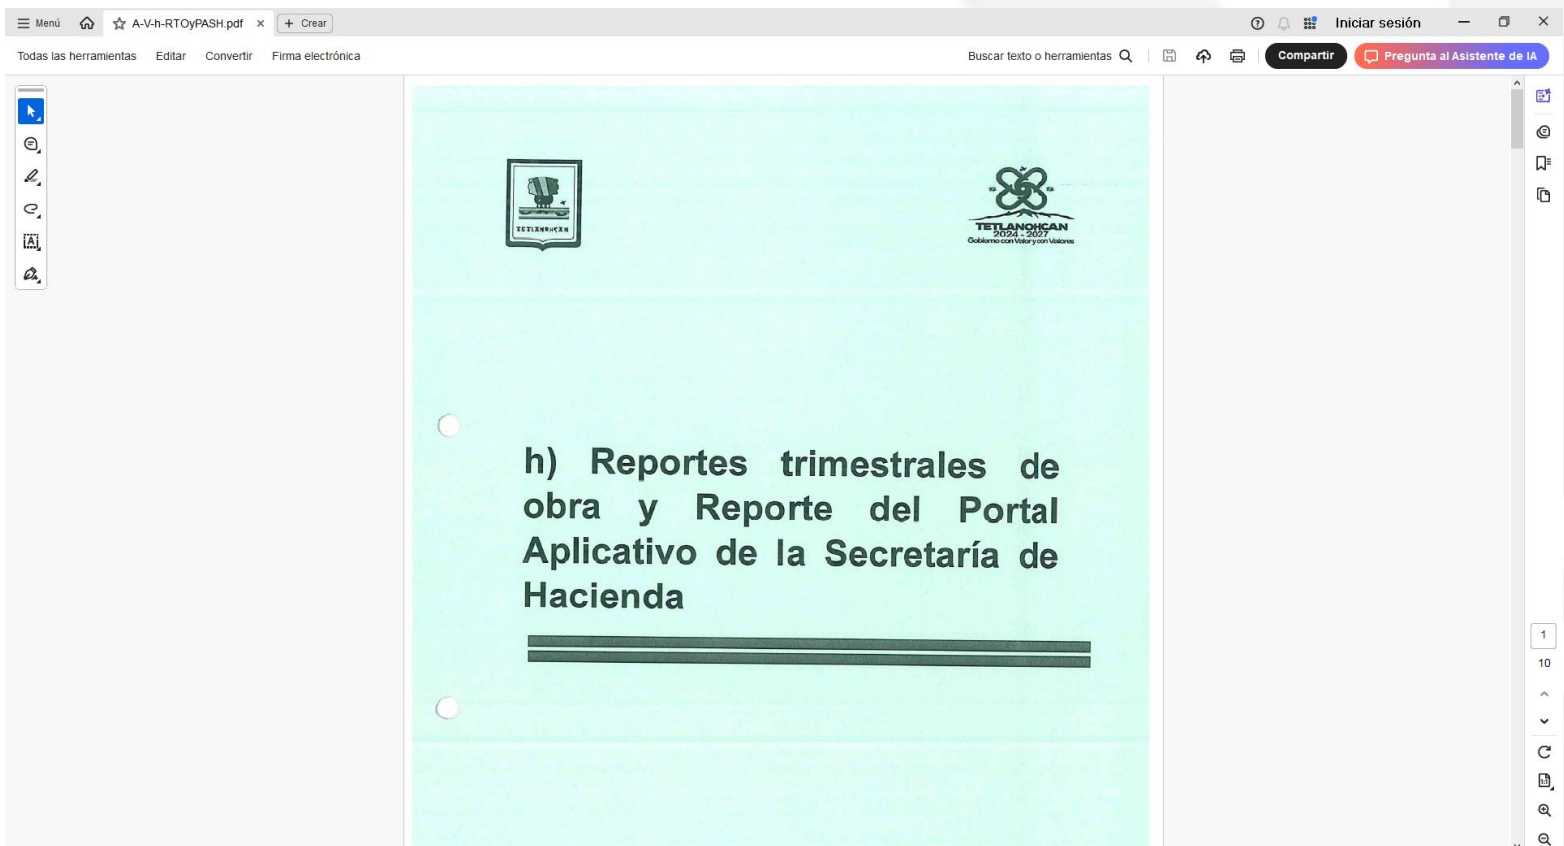 Menú
A-V-h-RTOyPASH.pdf
Crear
Iniciar sesión
Todas las herramientas Editar Convertir Firma electrónica
Buscar texto o herramientas
Compartir
Pregunta al Asistente de IA
TETLANOHCAN
TETLANOHCAN
2024 - 2027
Gobierno con Valor y con Valores
h) Reportes trimestrales de
obra y Reporte del Portal
Aplicativo de la Secretaría de
Hacienda
1
10